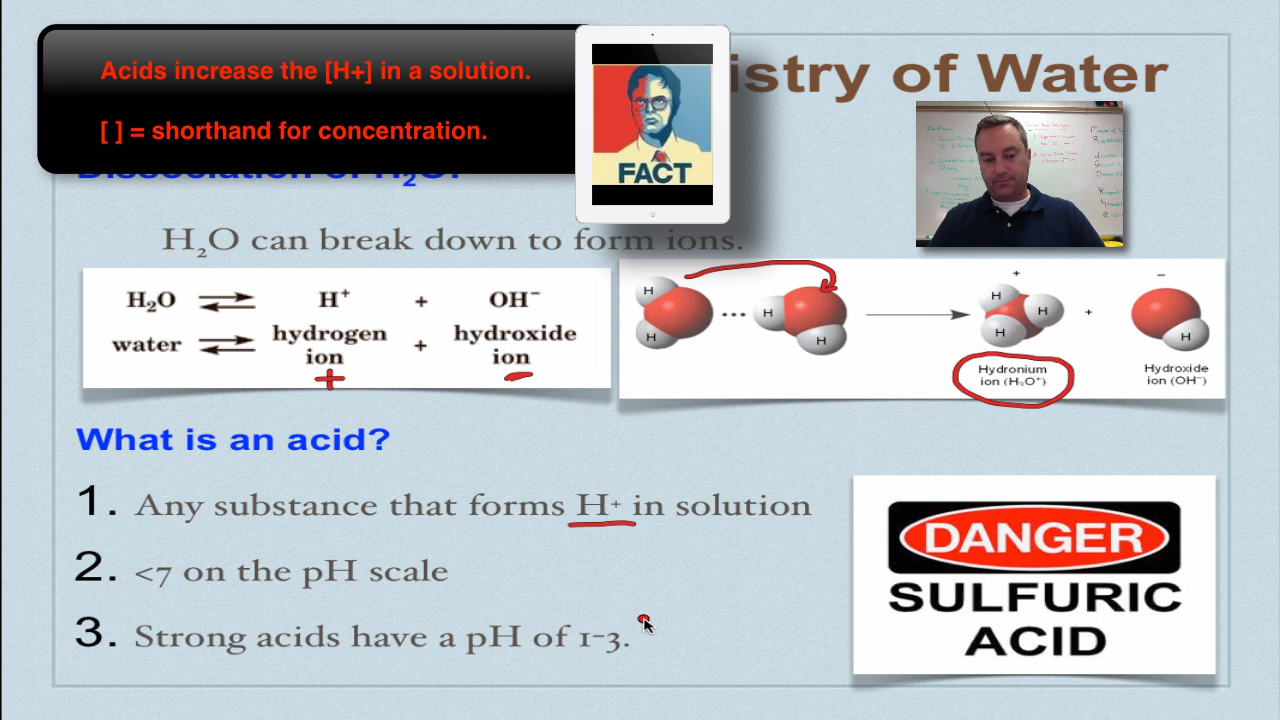 Acids increase the [H+] in a solution.
[ ] = shorthand for concentration.
FACT
istry of Water
Dissociation of H₂O:
H₂O can break down to form ions.
H₂O ⇌ H⁺ + OH⁻
water ⇌ hydrogen ion + hydroxide ion
+ −
H H H H
+ −
H H H + H
Hydronium
ion (H₃O⁺)
Hydroxide
ion (OH⁻)
What is an acid?
1. Any substance that forms H⁺ in solution
2. <7 on the pH scale
3. Strong acids have a pH of 1-3.
DANGER
SULFURIC
ACID